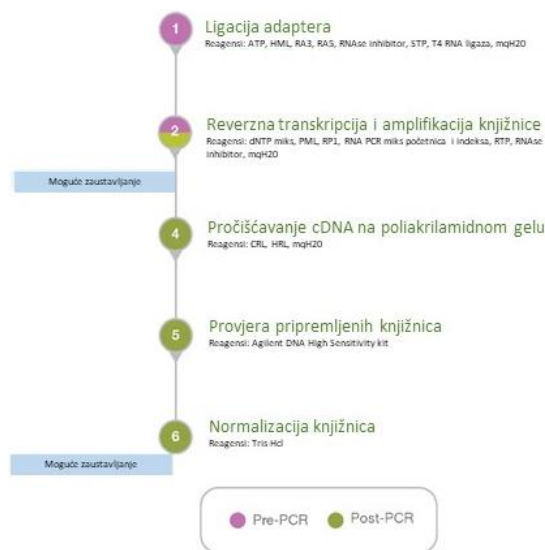 1
Ligacija adaptera
Reagensi: ATP, HML, RA3, RA5, RNAse inhibitor, STP, T4 RNA ligaza, mqH20
2
Reverzna transkripcija i amplifikacija knjižnice
Reagensi: dNTP miks, PML, RP1, RNA PCR miks početnica i indeksa, RTP, RNAse
inhibitor, mqH20
Moguće zaustavljanje
4
Pročišćavanje cDNA na poliakrilamidnom gelu
Reagensi: CRL, HRL, mqH20
5
Provjera pripremljenih knjižnica
Reagensi: Agilent DNA High Sensitivity kit
6
Normalizacija knjižnica
Reagensi: Tris Hcl
Moguće zaustavljanje
Pre-PCR
Post-PCR